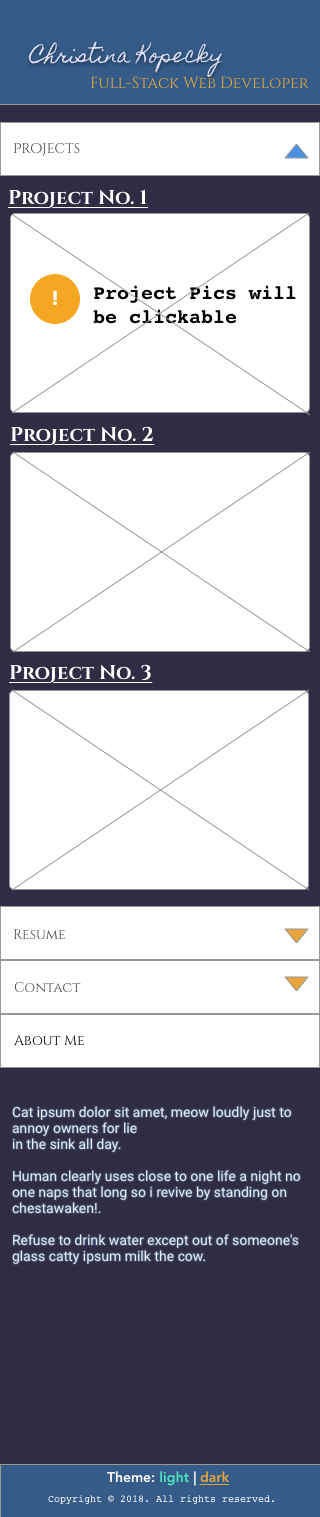 Christina Kopecky
Full-Stack Web Developer
Projects
Project No. 1
!
Project Pics will
be clickable
Project No. 2
Project No. 3
Resume
Contact
About Me
Cat ipsum dolor sit amet, meow loudly just to
annoy owners for lie
in the sink all day.
Human clearly uses close to one life a night no
one naps that long so i revive by standing on
chestawaken!.
Refuse to drink water except out of someone's
glass catty ipsum milk the cow.
Theme: light | dark
Copyright © 2018. All rights reserved.